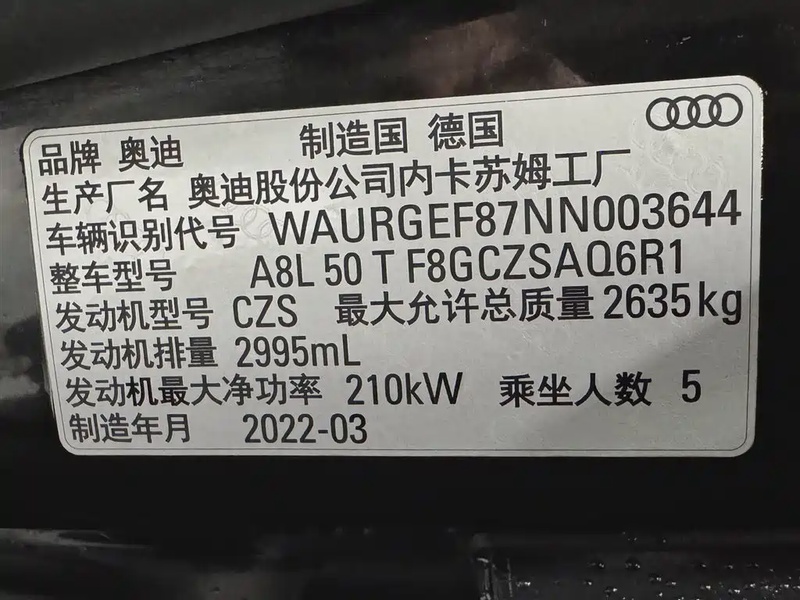 品牌 奥迪 制造国 德国
生产厂名 奥迪股份公司内卡苏姆工厂
车辆识别代号 WAURGEF87NN003644
整车型号 A8L 50 T F8GCZSAQ6R1
发动机型号 CZS 最大允许总质量 2635kg
发动机排量 2995mL
发动机最大净功率 210kW 乘坐人数 5
制造年月 2022-03